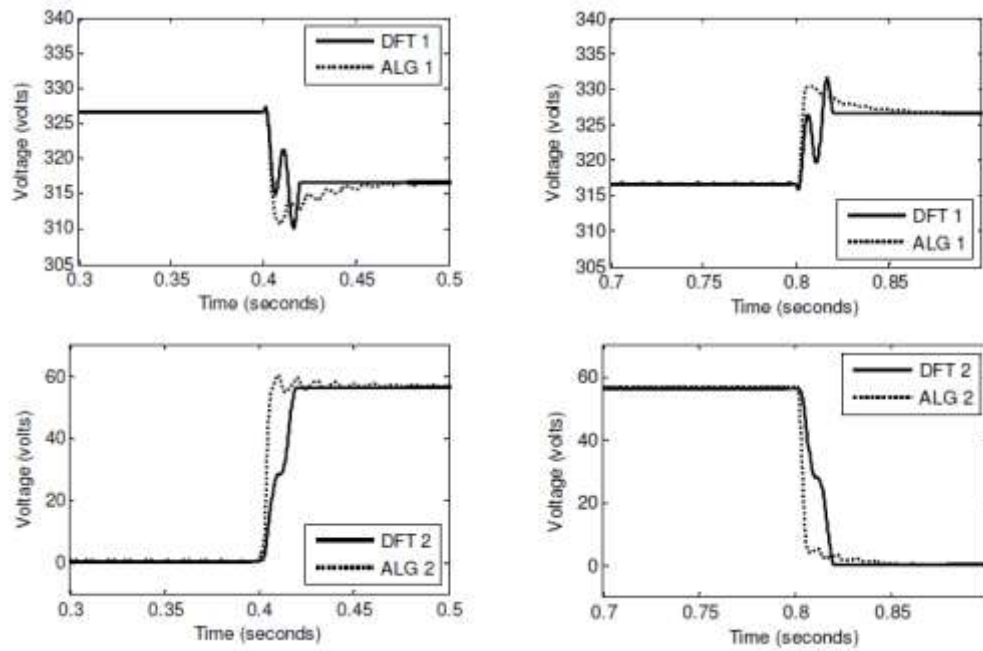 340
335
330
325
320
315
310
305
Voltage (volts)
DFT 1
ALG 1
0.3 0.35 0.4 0.45 0.5
Time (seconds)
340
335
330
325
320
315
310
305
Voltage (volts)
DFT 1
ALG 1
0.7 0.75 0.8 0.85
Time (seconds)
60
40
20
0
Voltage (volts)
DFT 2
ALG 2
0.3 0.35 0.4 0.45 0.5
Time (seconds)
60
40
20
0
Voltage (volts)
DFT 2
ALG 2
0.7 0.75 0.8 0.85
Time (seconds)